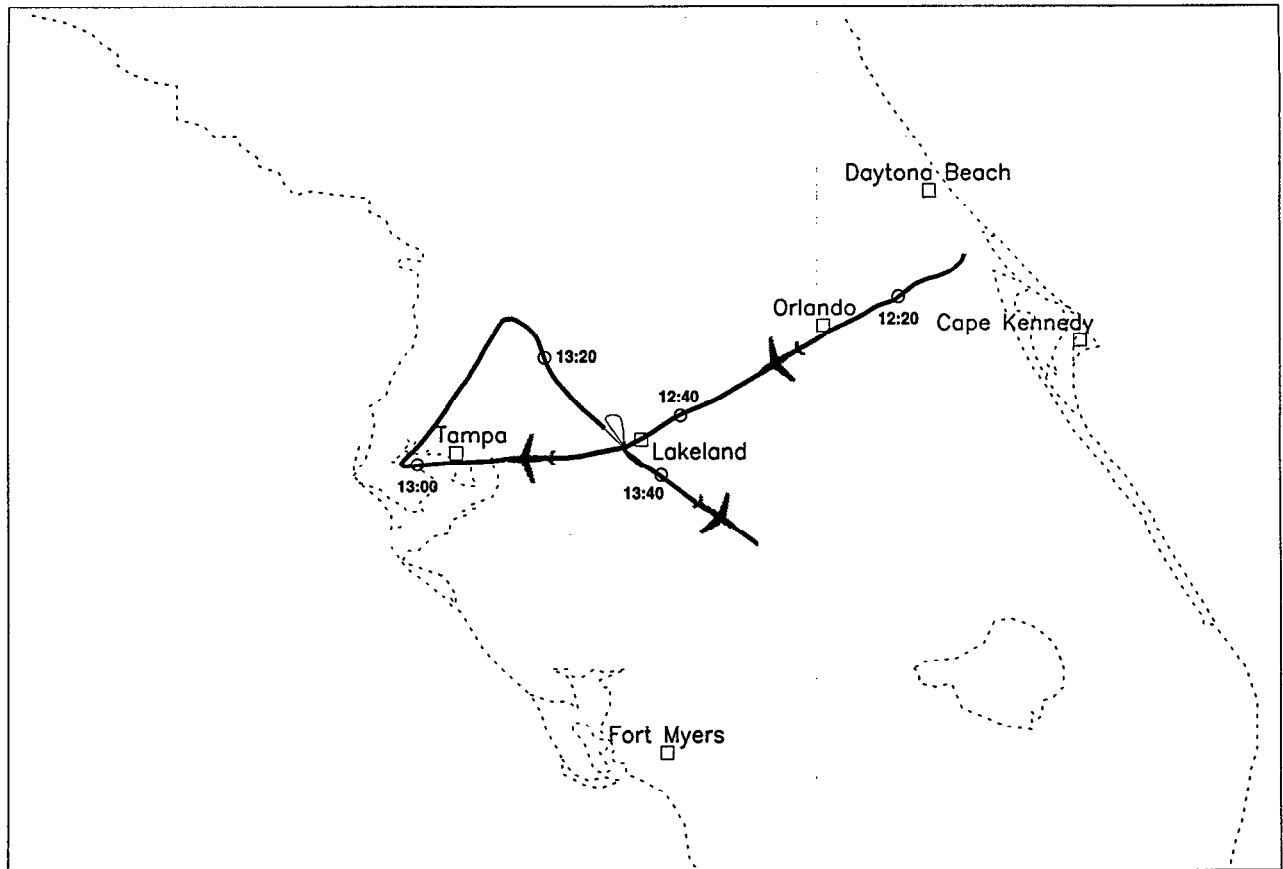 Daytona Beach
Orlando
12:20
Cape Kennedy
13:20
12:40
Tampa
Lakeland
13:00
13:40
Fort Myers